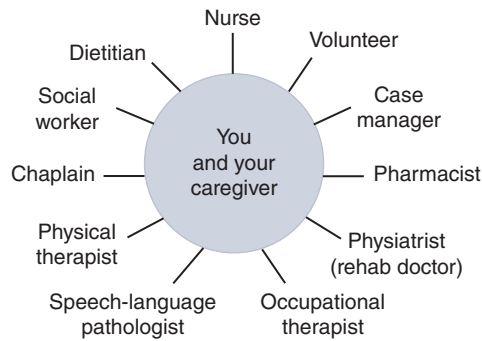 Nurse
Volunteer
Dietitian
Case
manager
Social
worker
You
and your
caregiver
Chaplain
Pharmacist
Physical
therapist
Physiatrist
(rehab doctor)
Speech-language
pathologist
Occupational
therapist